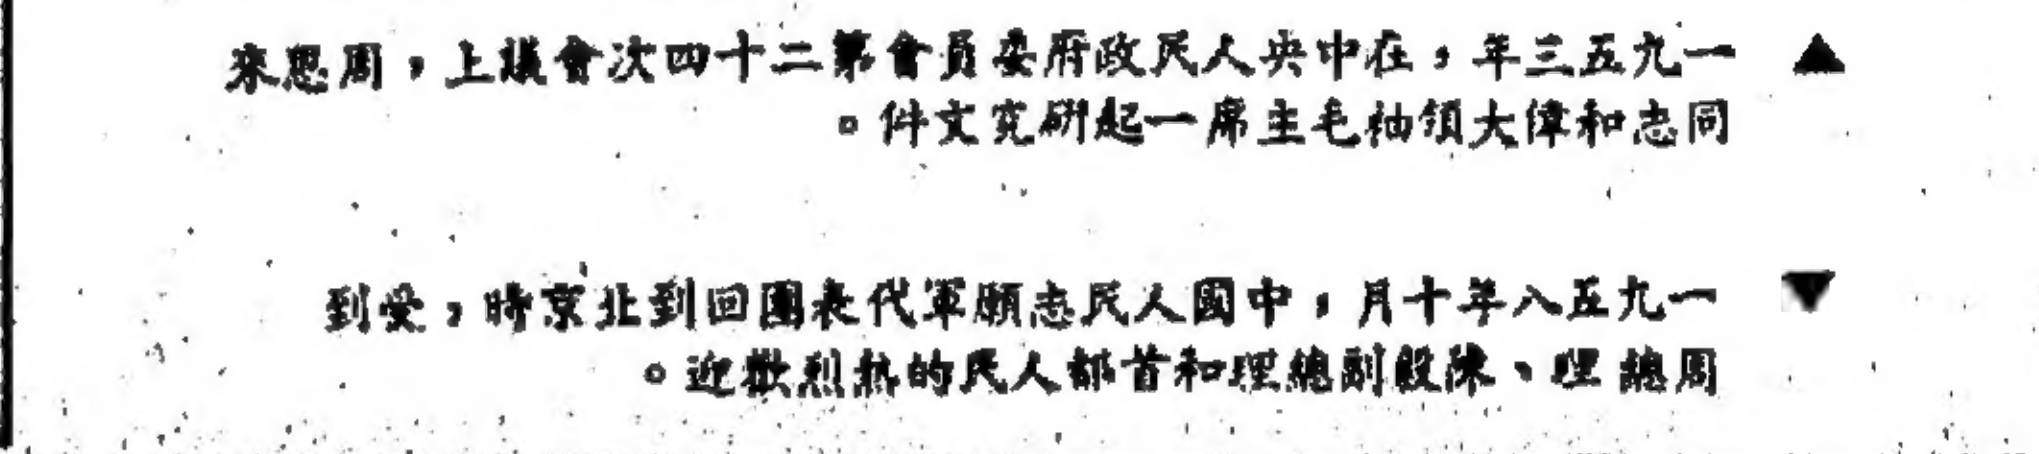 ▲ 一九五三年，在中央人民政府委員會第二十四次會議上，周恩來
同志和偉大領袖毛主席一起研究文件。
▼ 一九五八年十月，中國人民志願軍代表團回到北京時，受到
周總理、陳毅副總理和首都人民的熱烈歡迎。